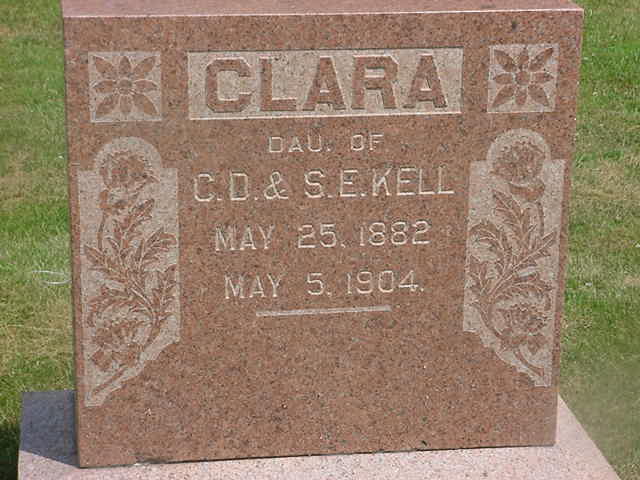 CLARA
DAU. OF
C.D. & S.E. KELL
MAY 25, 1882
MAY 5, 1904.